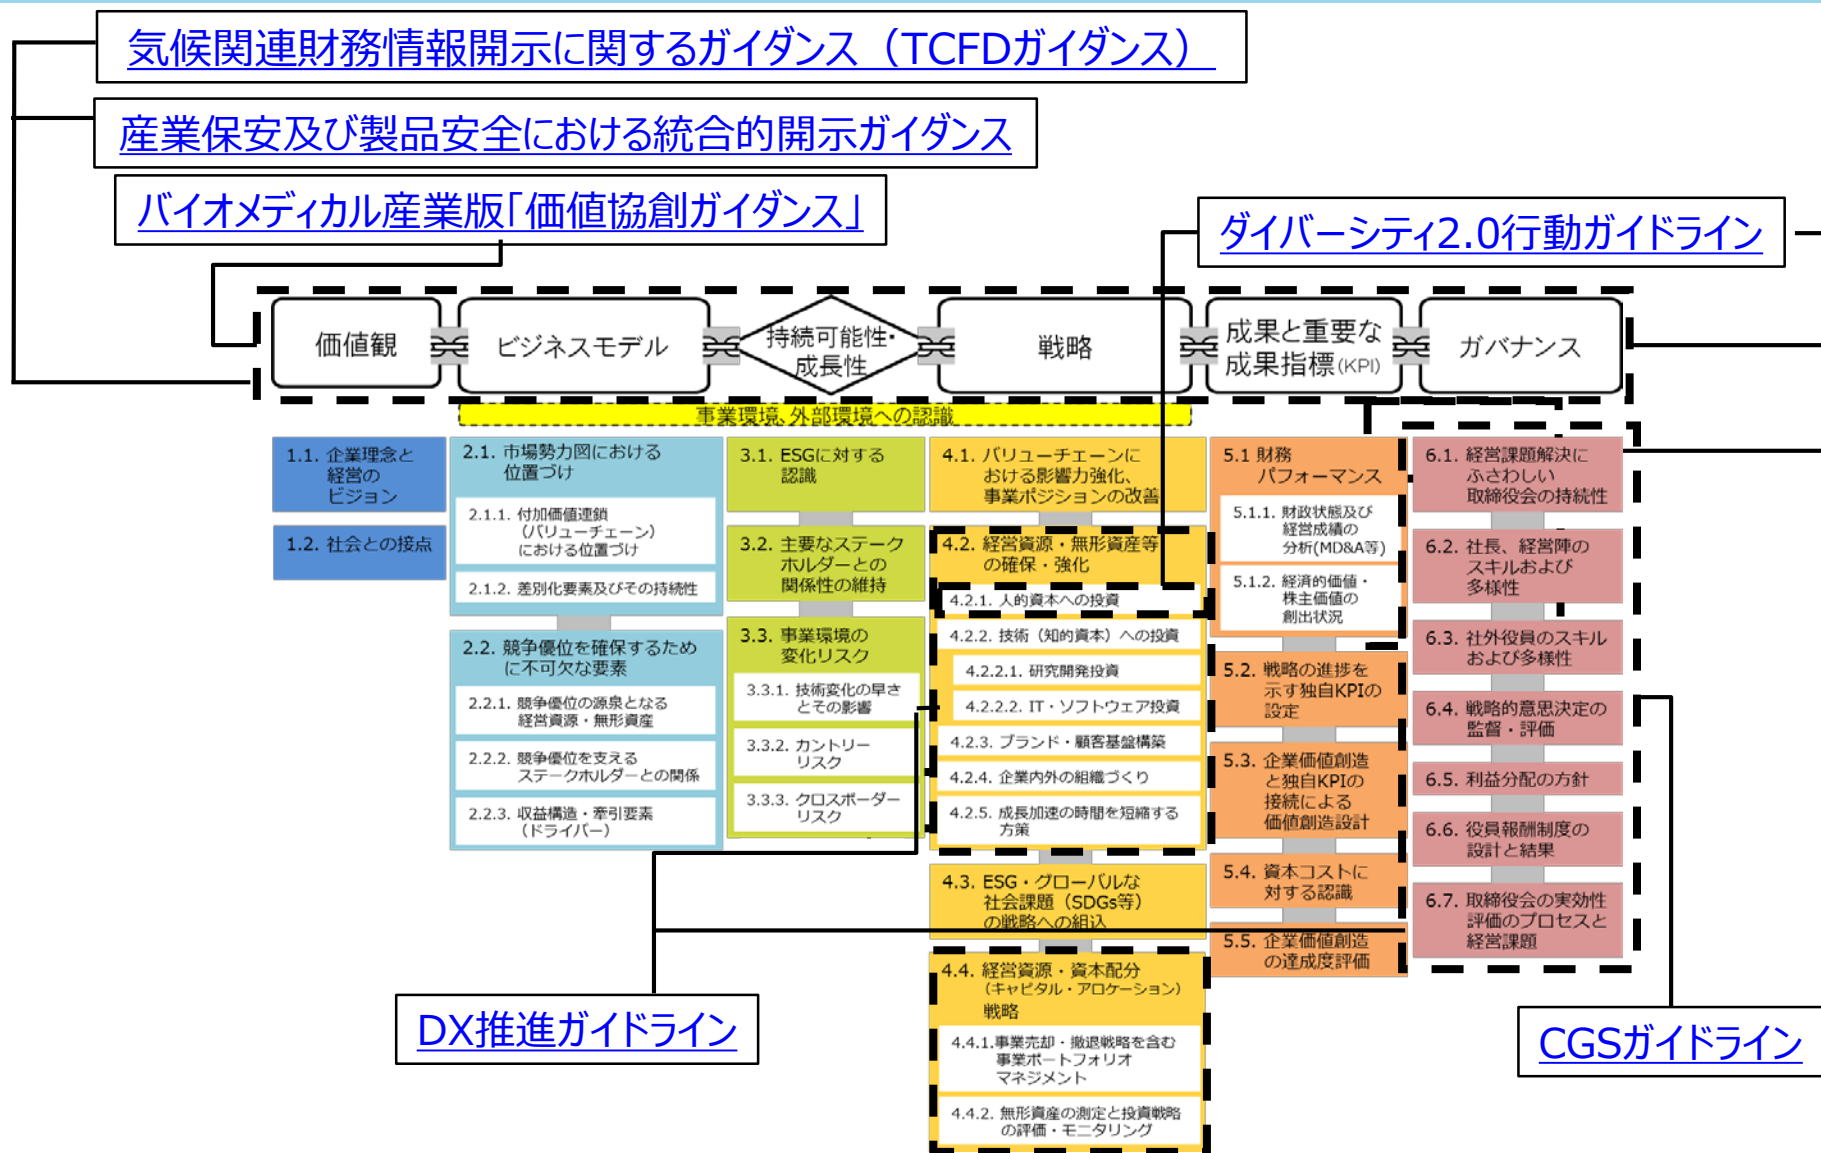 気候関連財務情報開示に関するガイダンス（TCFDガイダンス）
産業保安及び製品安全における統合的開示ガイダンス
バイオメディカル産業版「価値協創ガイダンス」
ダイバーシティ2.0行動ガイドライン
価値観
ビジネスモデル
持続可能性・
成長性
戦略
成果と重要な
成果指標(KPI)
ガバナンス
事業環境、外部環境への認識
1.1. 企業理念と
経営の
ビジョン
1.2. 社会との接点
2.1. 市場勢力図における
位置づけ
2.1.1. 付加価値連鎖
（バリューチェーン）
における位置づけ
2.1.2. 差別化要素及びその持続性
2.2. 競争優位を確保するため
に不可欠な要素
2.2.1. 競争優位の源泉となる
経営資源・無形資産
2.2.2. 競争優位を支える
ステークホルダーとの関係
2.2.3. 収益構造・牽引要素
（ドライバー）
3.1. ESGに対する
認識
3.2. 主要なステーク
ホルダーとの
関係性の維持
3.3. 事業環境の
変化リスク
3.3.1. 技術変化の早さ
とその影響
3.3.2. カントリー
リスク
3.3.3. クロスボーダー
リスク
4.1. バリューチェーンに
おける影響力強化、
事業ポジションの改善
4.2. 経営資源・無形資産等
の確保・強化
4.2.1. 人的資本への投資
4.2.2. 技術（知的資本）への投資
4.2.2.1. 研究開発投資
4.2.2.2. IT・ソフトウェア投資
4.2.3. ブランド・顧客基盤構築
4.2.4. 企業内外の組織づくり
4.2.5. 成長加速の時間を短縮する
方策
4.3. ESG・グローバルな
社会課題（SDGs等）
の戦略への組込
4.4. 経営資源・資本配分
（キャピタル・アロケーション）
戦略
4.4.1.事業売却・撤退戦略を含む
事業ポートフォリオ
マネジメント
4.4.2. 無形資産の測定と投資戦略
の評価・モニタリング
5.1 財務
パフォーマンス
5.1.1. 財政状態及び
経営成績の
分析(MD&A等)
5.1.2. 経済的価値・
株主価値の
創出状況
5.2. 戦略の進捗を
示す独自KPIの
設定
5.3. 企業価値創造
と独自KPIの
接続による
価値創造設計
5.4. 資本コストに
対する認識
5.5. 企業価値創造
の達成度評価
6.1. 経営課題解決に
ふさわしい
取締役会の持続性
6.2. 社長、経営陣の
スキルおよび
多様性
6.3. 社外役員のスキル
および多様性
6.4. 戦略的意思決定の
監督・評価
6.5. 利益分配の方針
6.6. 役員報酬制度の
設計と結果
6.7. 取締役会の実効性
評価のプロセスと
経営課題
DX推進ガイドライン
CGSガイドライン